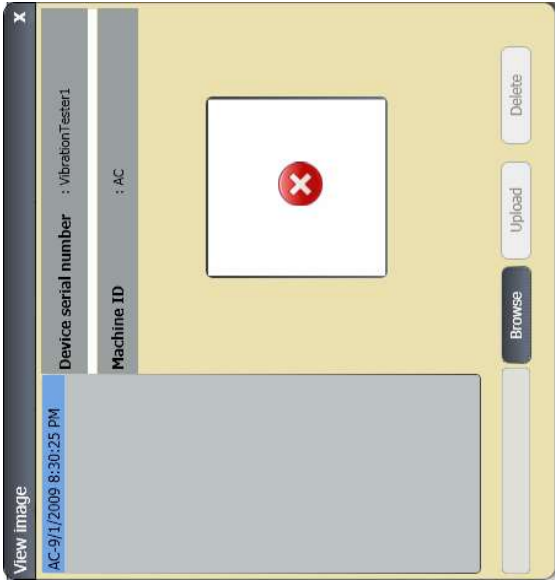 View image
x
AC-9/1/2009 8:30:25 PM
Device serial number : VibrationTester1
Machine ID : AC
Browse
Upload
Delete